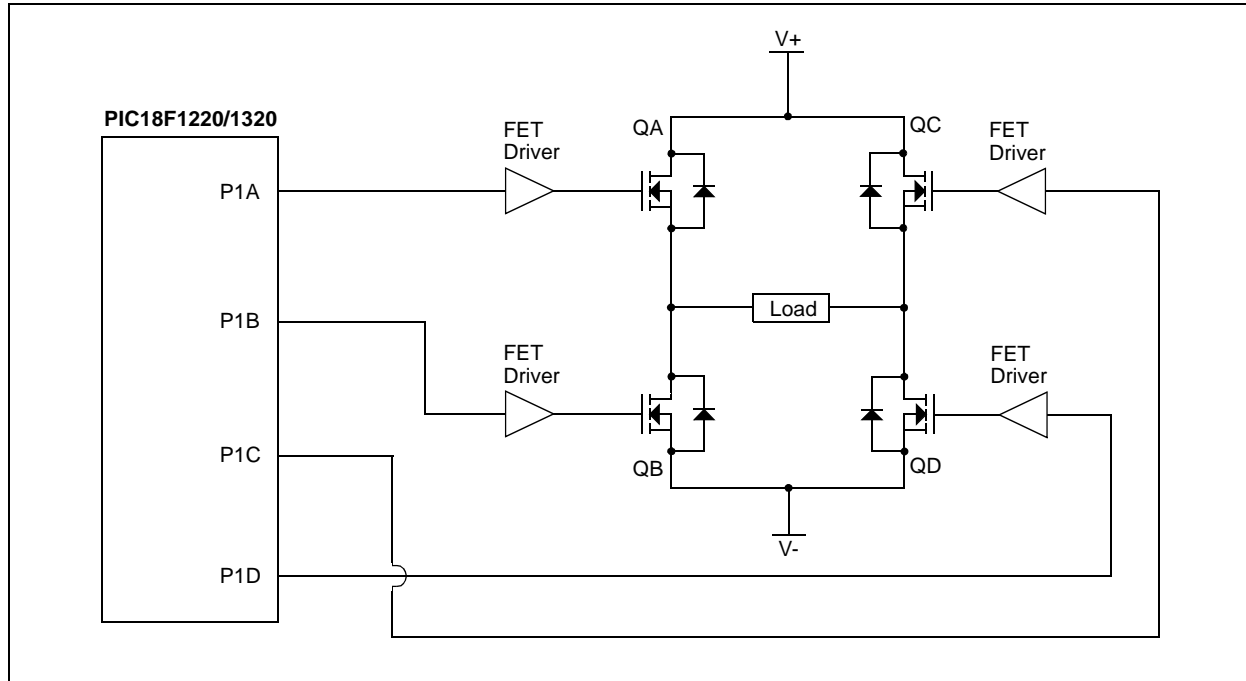 V+
PIC18F1220/1320
FET
Driver
QA
QC
FET
Driver
P1A
P1B
Load
FET
Driver
FET
Driver
P1C
QB
QD
V-
P1D